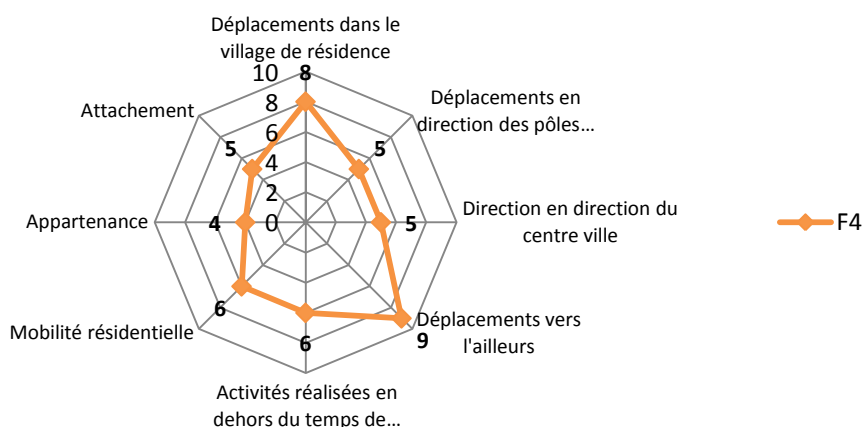 Déplacements dans le
village de résidence
10
8
8
6
4
2
0
Déplacements en
direction des pôles…
5
Direction en direction du
centre ville
5
F4
Déplacements vers
l'ailleurs
9
Activités réalisées en
dehors du temps de…
6
Mobilité résidentielle
6
Appartenance
4
Attachement
5